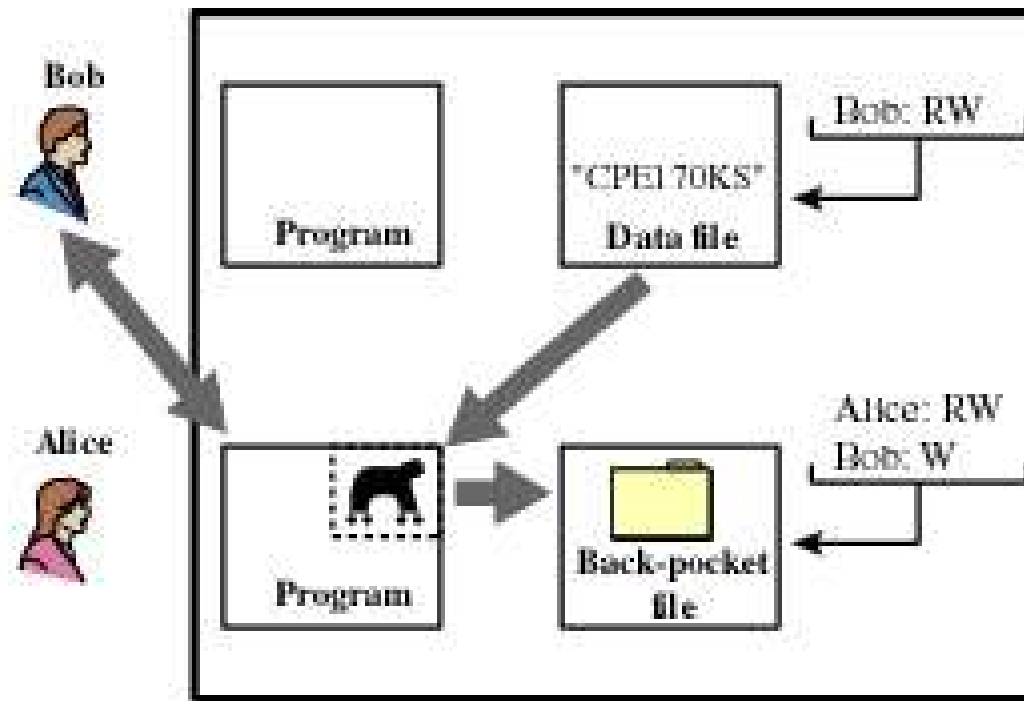 Bob
Bob: RW
"CPE170KS"
Program
Data file
Alice
Alice: RW
Bob: W
Program
Back-pocket
file